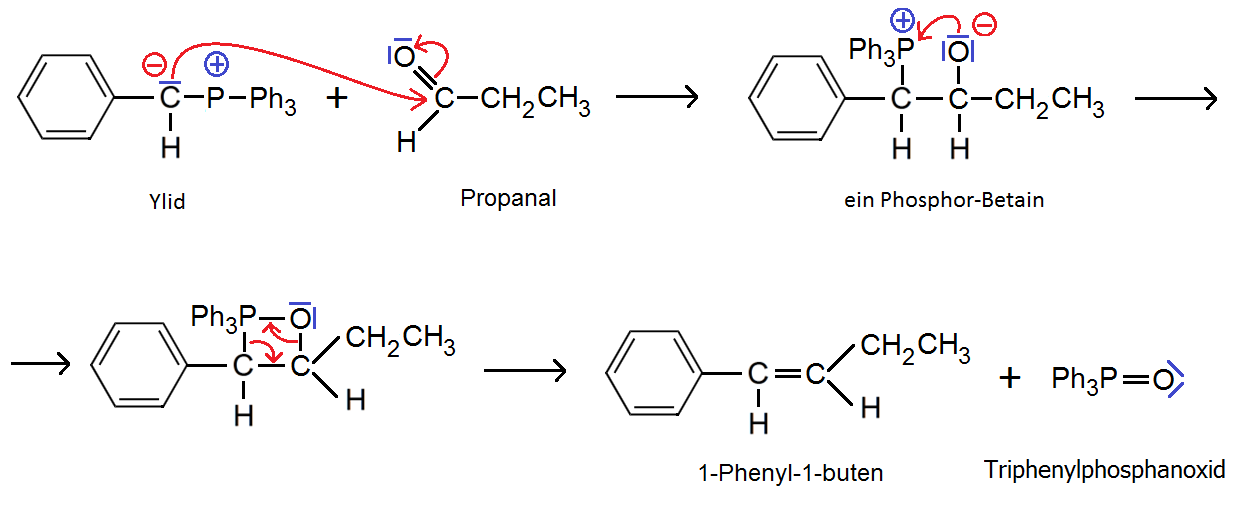 ⊖ ⊕ |O Ph₃P ⊕ |O| ⊖
C – P – Ph₃ + C – CH₂CH₃ → C – C – CH₂CH₃ →
H H H H
Ylid Propanal ein Phosphor-Betain
Ph₃P – O| CH₂CH₃ CH₂CH₃
→ C C → C = C + Ph₃P = O
H H H H
1-Phenyl-1-buten Triphenylphosphanoxid